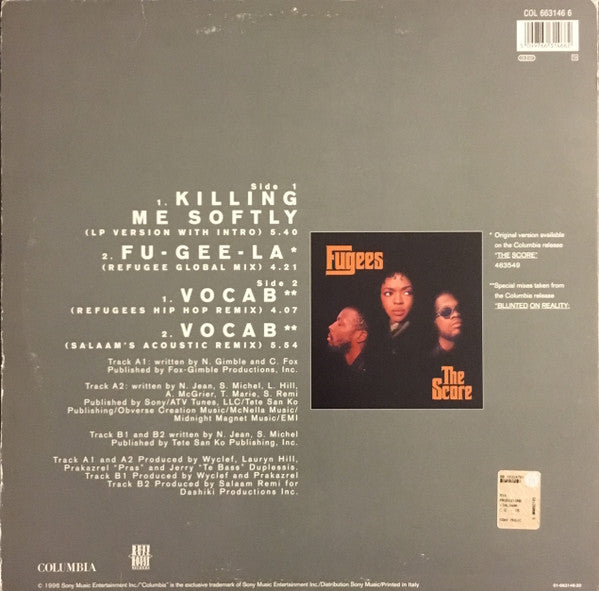 COL 663146 6
Side 1
1. KILLING
ME SOFTLY
(LP VERSION WITH INTRO) 5.40
2. FU-GEE-LA*
(REFUGEE GLOBAL MIX) 4.21
Side 2
1. VOCAB**
(REFUGEES HIP HOP REMIX) 4.07
2. VOCAB**
(SALAAM'S ACOUSTIC REMIX) 5.54
Track A1: written by N. Gimble and C. Fox
Published by Fox-Gimble Productions, Inc.
Track A2: written by N. Jean, S. Michel, L. Hill,
A. McGrier, T. Marie, S. Remi
Published by Sony/ATV Tunes, LLC/Tete San Ko
Publishing/Obverse Creation Music/McNella Music/
Midnight Magnet Music/EMI
Track B1 and B2 written by N. Jean, S. Michel
Published by Tete San Ko Publishing, Inc.
Track A1 and A2 Produced by Wyclef, Lauryn Hill,
Prakazrel "Pras" and Jerry "Te Bass" Duplessis.
Track B1 Produced by Wyclef and Prakazrel
Track B2 Produced by Salaam Remi for
Dashiki Productions Inc.
Fugees
The
Score
* Original version available
on the Columbia release
"THE SCORE"
483549
**Special mixes taken from
the Columbia release
"BLUNTED ON REALITY;
COLUMBIA
© 1996 Sony Music Entertainment Inc./"Columbia" is the exclusive trademark of Sony Music Entertainment Inc./Distribution Sony Music/Printed in Italy
01-663146-20